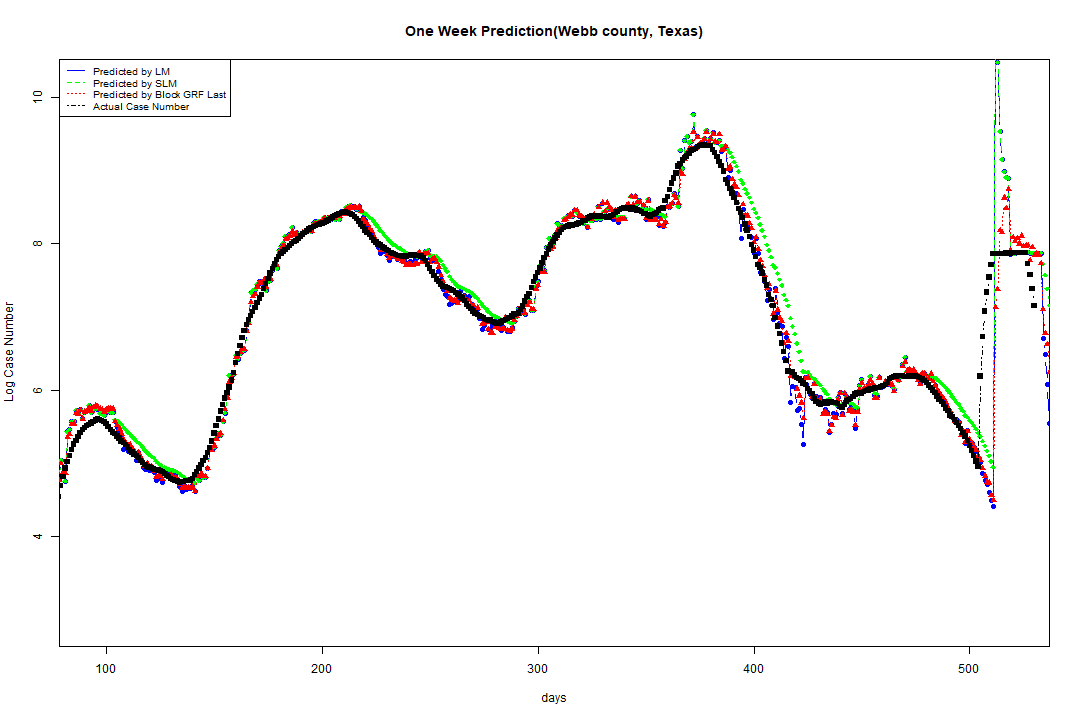 One Week Prediction(Webb county, Texas)
Predicted by LM
Predicted by SLM
Predicted by Block GRF Last
Actual Case Number
10
8
6
4
Log Case Number
100 200 300 400 500
days